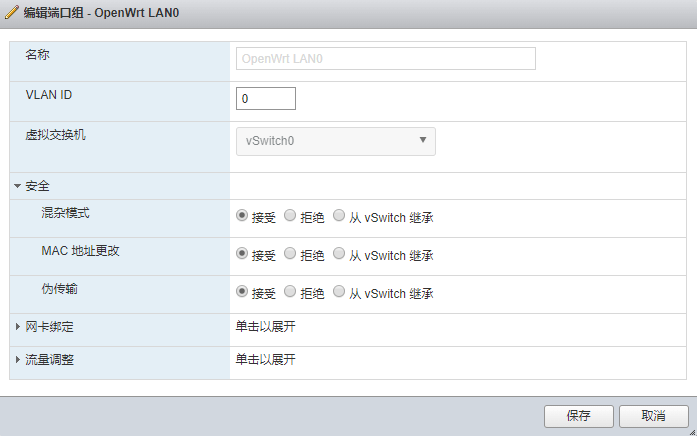 编辑端口组 - OpenWrt LAN0
名称 OpenWrt LAN0
VLAN ID 0
虚拟交换机 vSwitch0
安全
混杂模式 接受 拒绝 从 vSwitch 继承
MAC 地址更改 接受 拒绝 从 vSwitch 继承
伪传输 接受 拒绝 从 vSwitch 继承
网卡绑定 单击以展开
流量调整 单击以展开
保存 取消